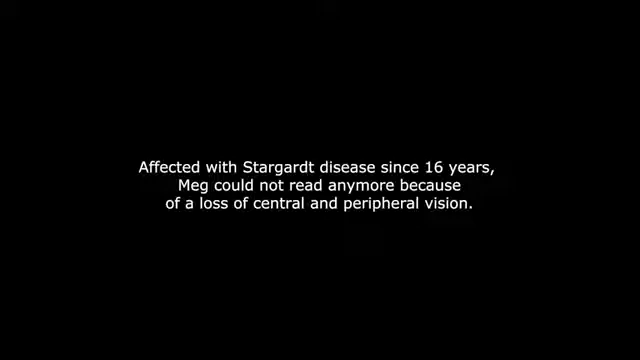 Affected with Stargardt disease since 16 years,
Meg could not read anymore because
of a loss of central and peripheral vision.